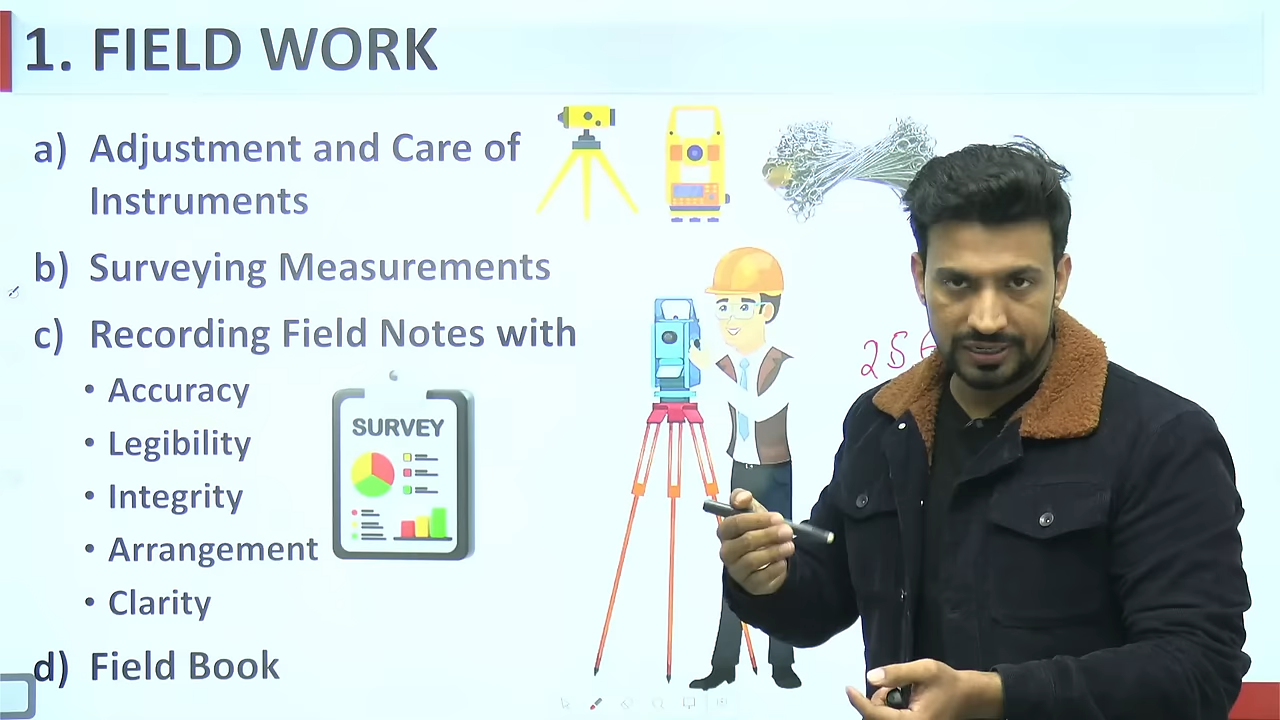 1. FIELD WORK
a) Adjustment and Care of
Instruments
b) Surveying Measurements
c) Recording Field Notes with
• Accuracy
• Legibility
• Integrity
• Arrangement
• Clarity
SURVEY
d) Field Book